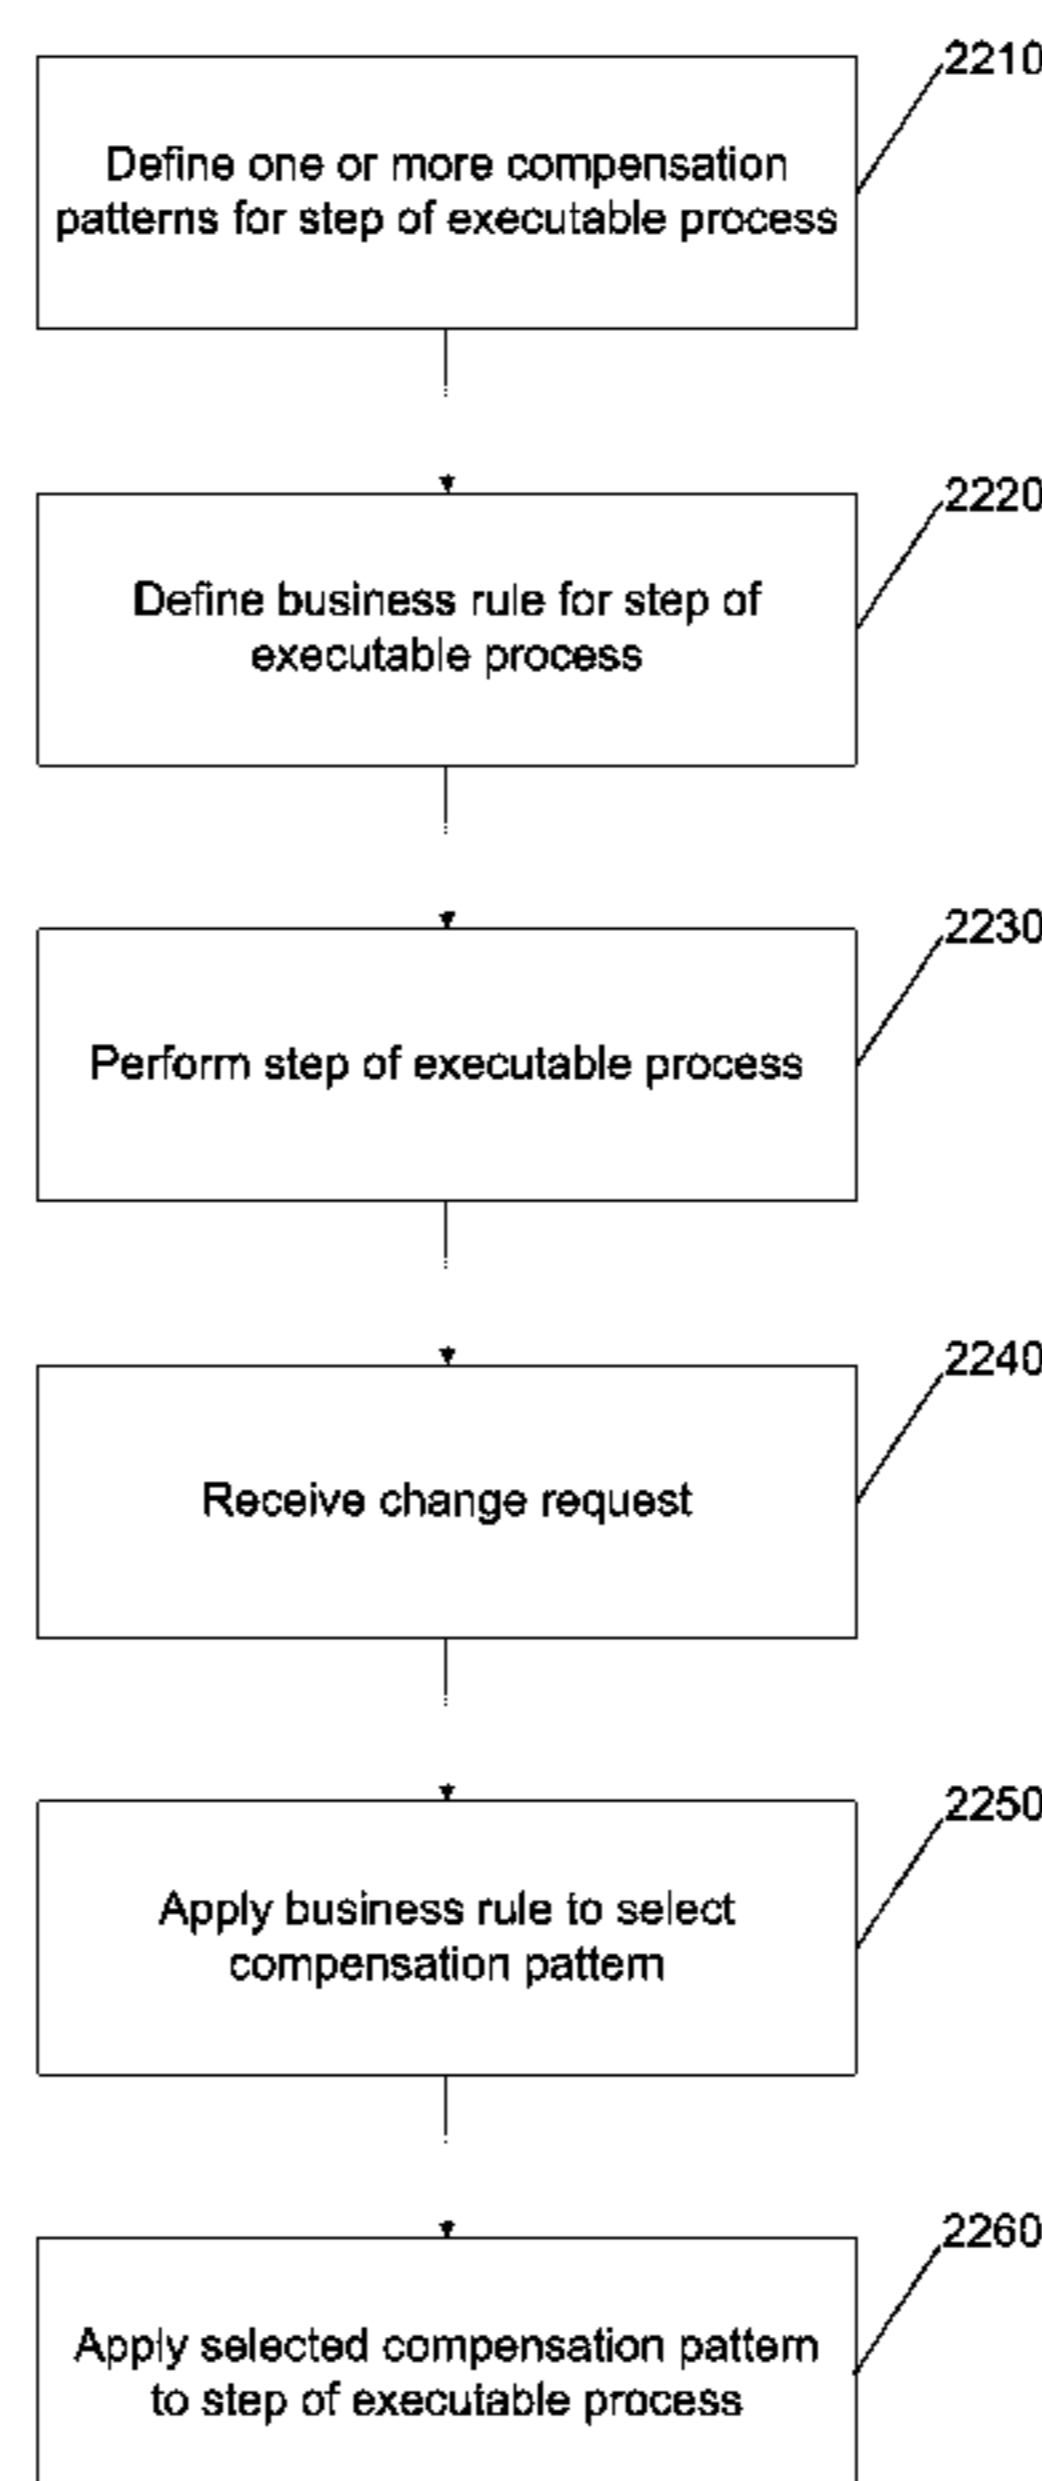 2210
Define one or more compensation
patterns for step of executable process
2220
Define business rule for step of
executable process
2230
Perform step of executable process
2240
Receive change request
2250
Apply business rule to select
compensation pattern
2260
Apply selected compensation pattern
to step of executable process